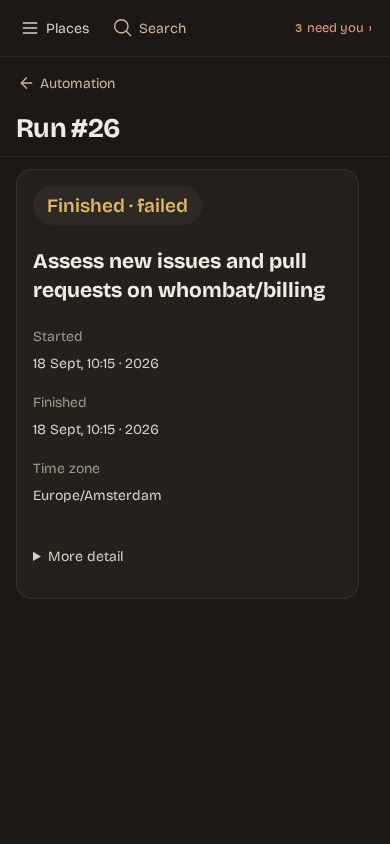 Places
Search
3 need you ›
← Automation
Run #26
Finished · failed
Assess new issues and pull
requests on whombat/billing
Started
18 Sept, 10:15 · 2026
Finished
18 Sept, 10:15 · 2026
Time zone
Europe/Amsterdam
▶ More detail